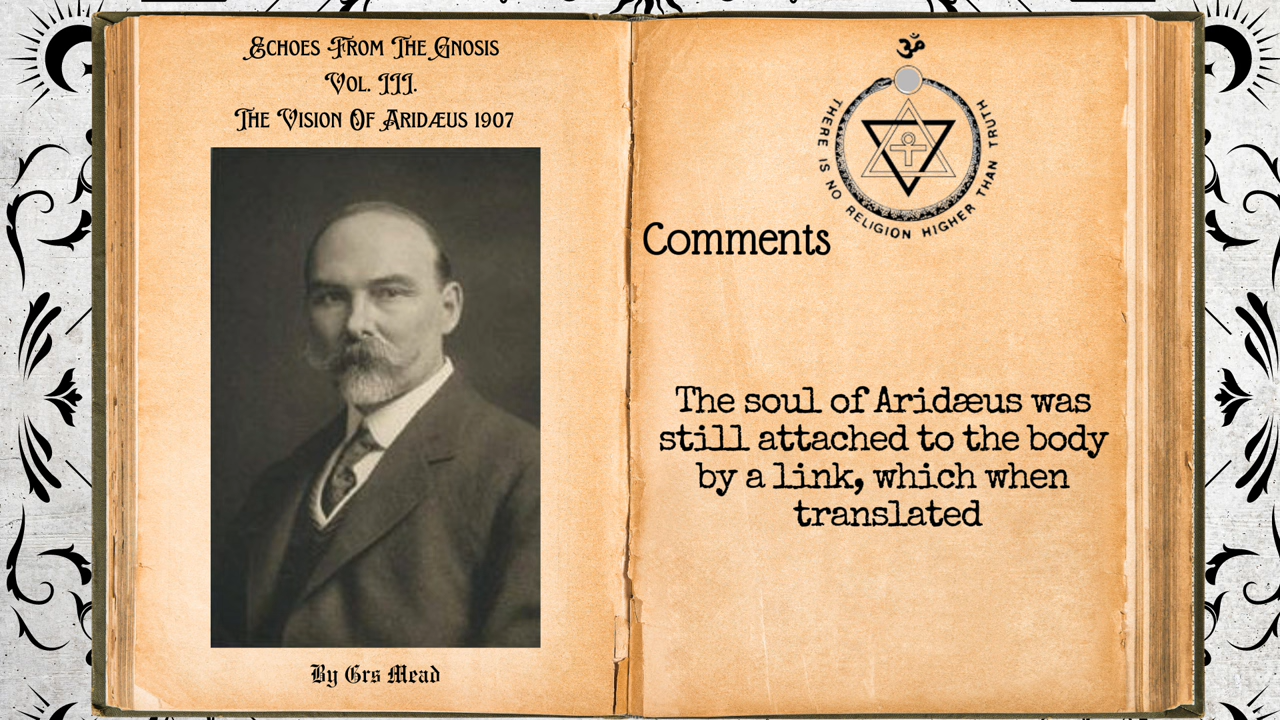 Echoes From The Gnosis
Vol. III.
The Vision Of Aridæus 1907
By Grs Mead
ॐ
THERE IS NO RELIGION HIGHER THAN TRUTH
Comments
The soul of Aridæus was
still attached to the body
by a link, which when
translated